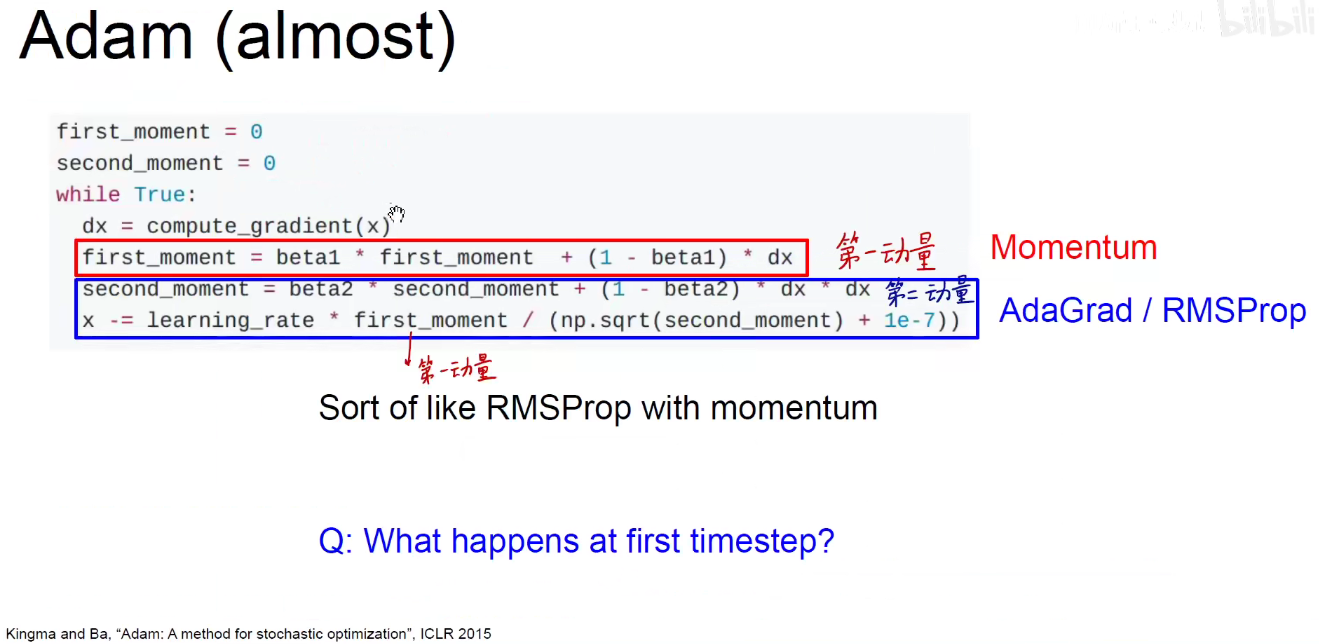 Adam (almost)
bilibili
first_moment = 0
second_moment = 0
while True:
dx = compute_gradient(x)
first_moment = beta1 * first_moment + (1 - beta1) * dx
第一动量
Momentum
second_moment = beta2 * second_moment + (1 - beta2) * dx * dx
第二动量
x -= learning_rate * first_moment / (np.sqrt(second_moment) + 1e-7))
AdaGrad / RMSProp
第一动量
Sort of like RMSProp with momentum
Q: What happens at first timestep?
Kingma and Ba, “Adam: A method for stochastic optimization”, ICLR 2015